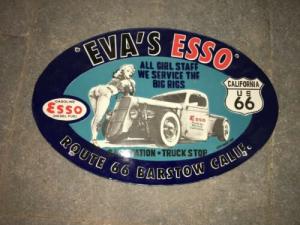 EVA'S ESSO
ALL GIRL STAFF
WE SERVICE THE
BIG RIGS
GASOLINE
Esso
DIESEL FUEL
CALIFORNIA
US
66
Esso
STATION • TRUCK STOP
ROUTE 66 BARSTOW CALIF.